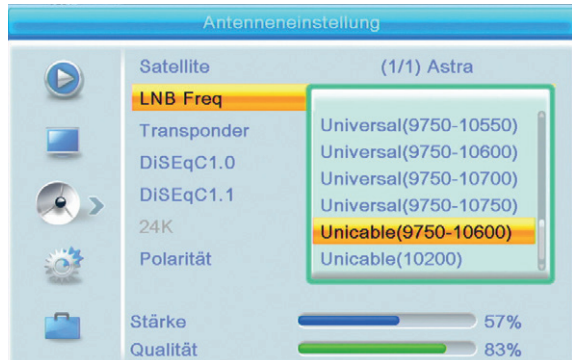 Antenneneinstellung
Satellite (1/1) Astra
LNB Freq
Transponder Universal(9750-10550)
DiSEqC1.0 Universal(9750-10600)
DiSEqC1.1 Universal(9750-10700)
Universal(9750-10750)
24K Unicable(9750-10600)
Polarität Unicable(10200)
Stärke 57%
Qualität 83%